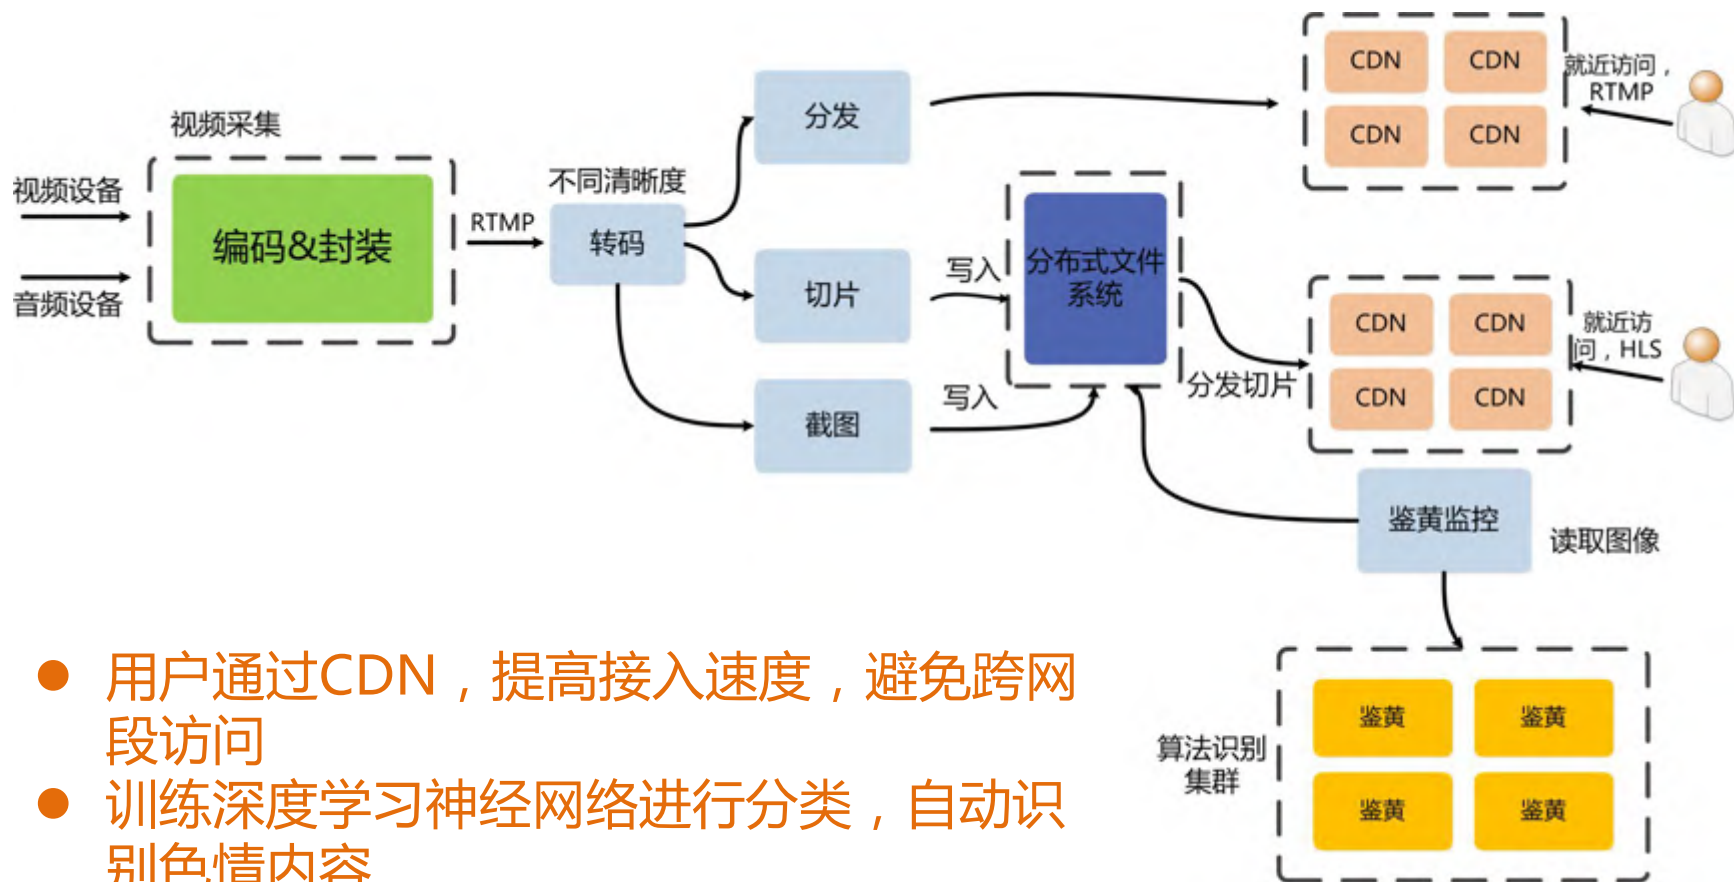 视频采集
视频设备
音频设备
编码&封装
RTMP
不同清晰度
转码
分发
切片
截图
写入
写入
分布式文件
系统
CDN
CDN
CDN
CDN
就近访问，
RTMP
分发切片
CDN
CDN
CDN
CDN
就近访
问，HLS
鉴黄监控
读取图像
算法识别
集群
鉴黄
鉴黄
鉴黄
鉴黄
● 用户通过CDN，提高接入速度，避免跨网
段访问
● 训练深度学习神经网络进行分类，自动识
别色情内容